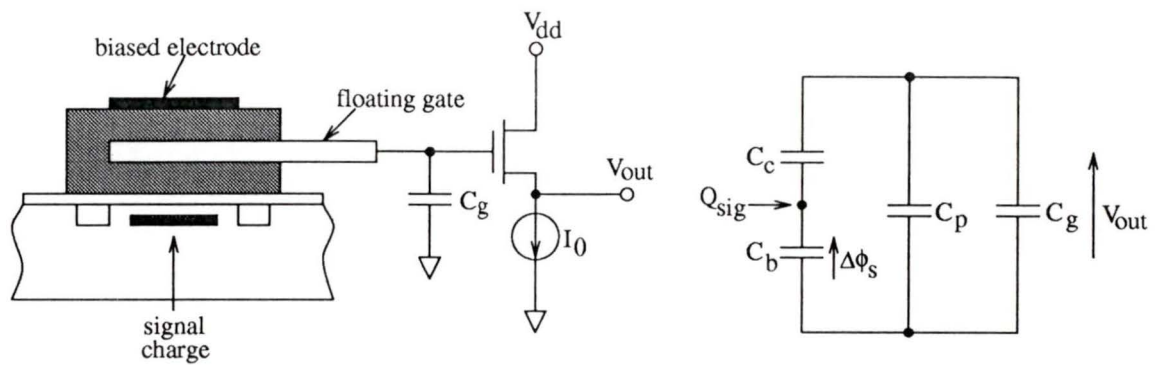 biased electrode
floating gate
V_dd
V_out
C_g
I_0
signal
charge
C_c
Q_sig
C_b
Δφ_s
C_p
C_g
V_out